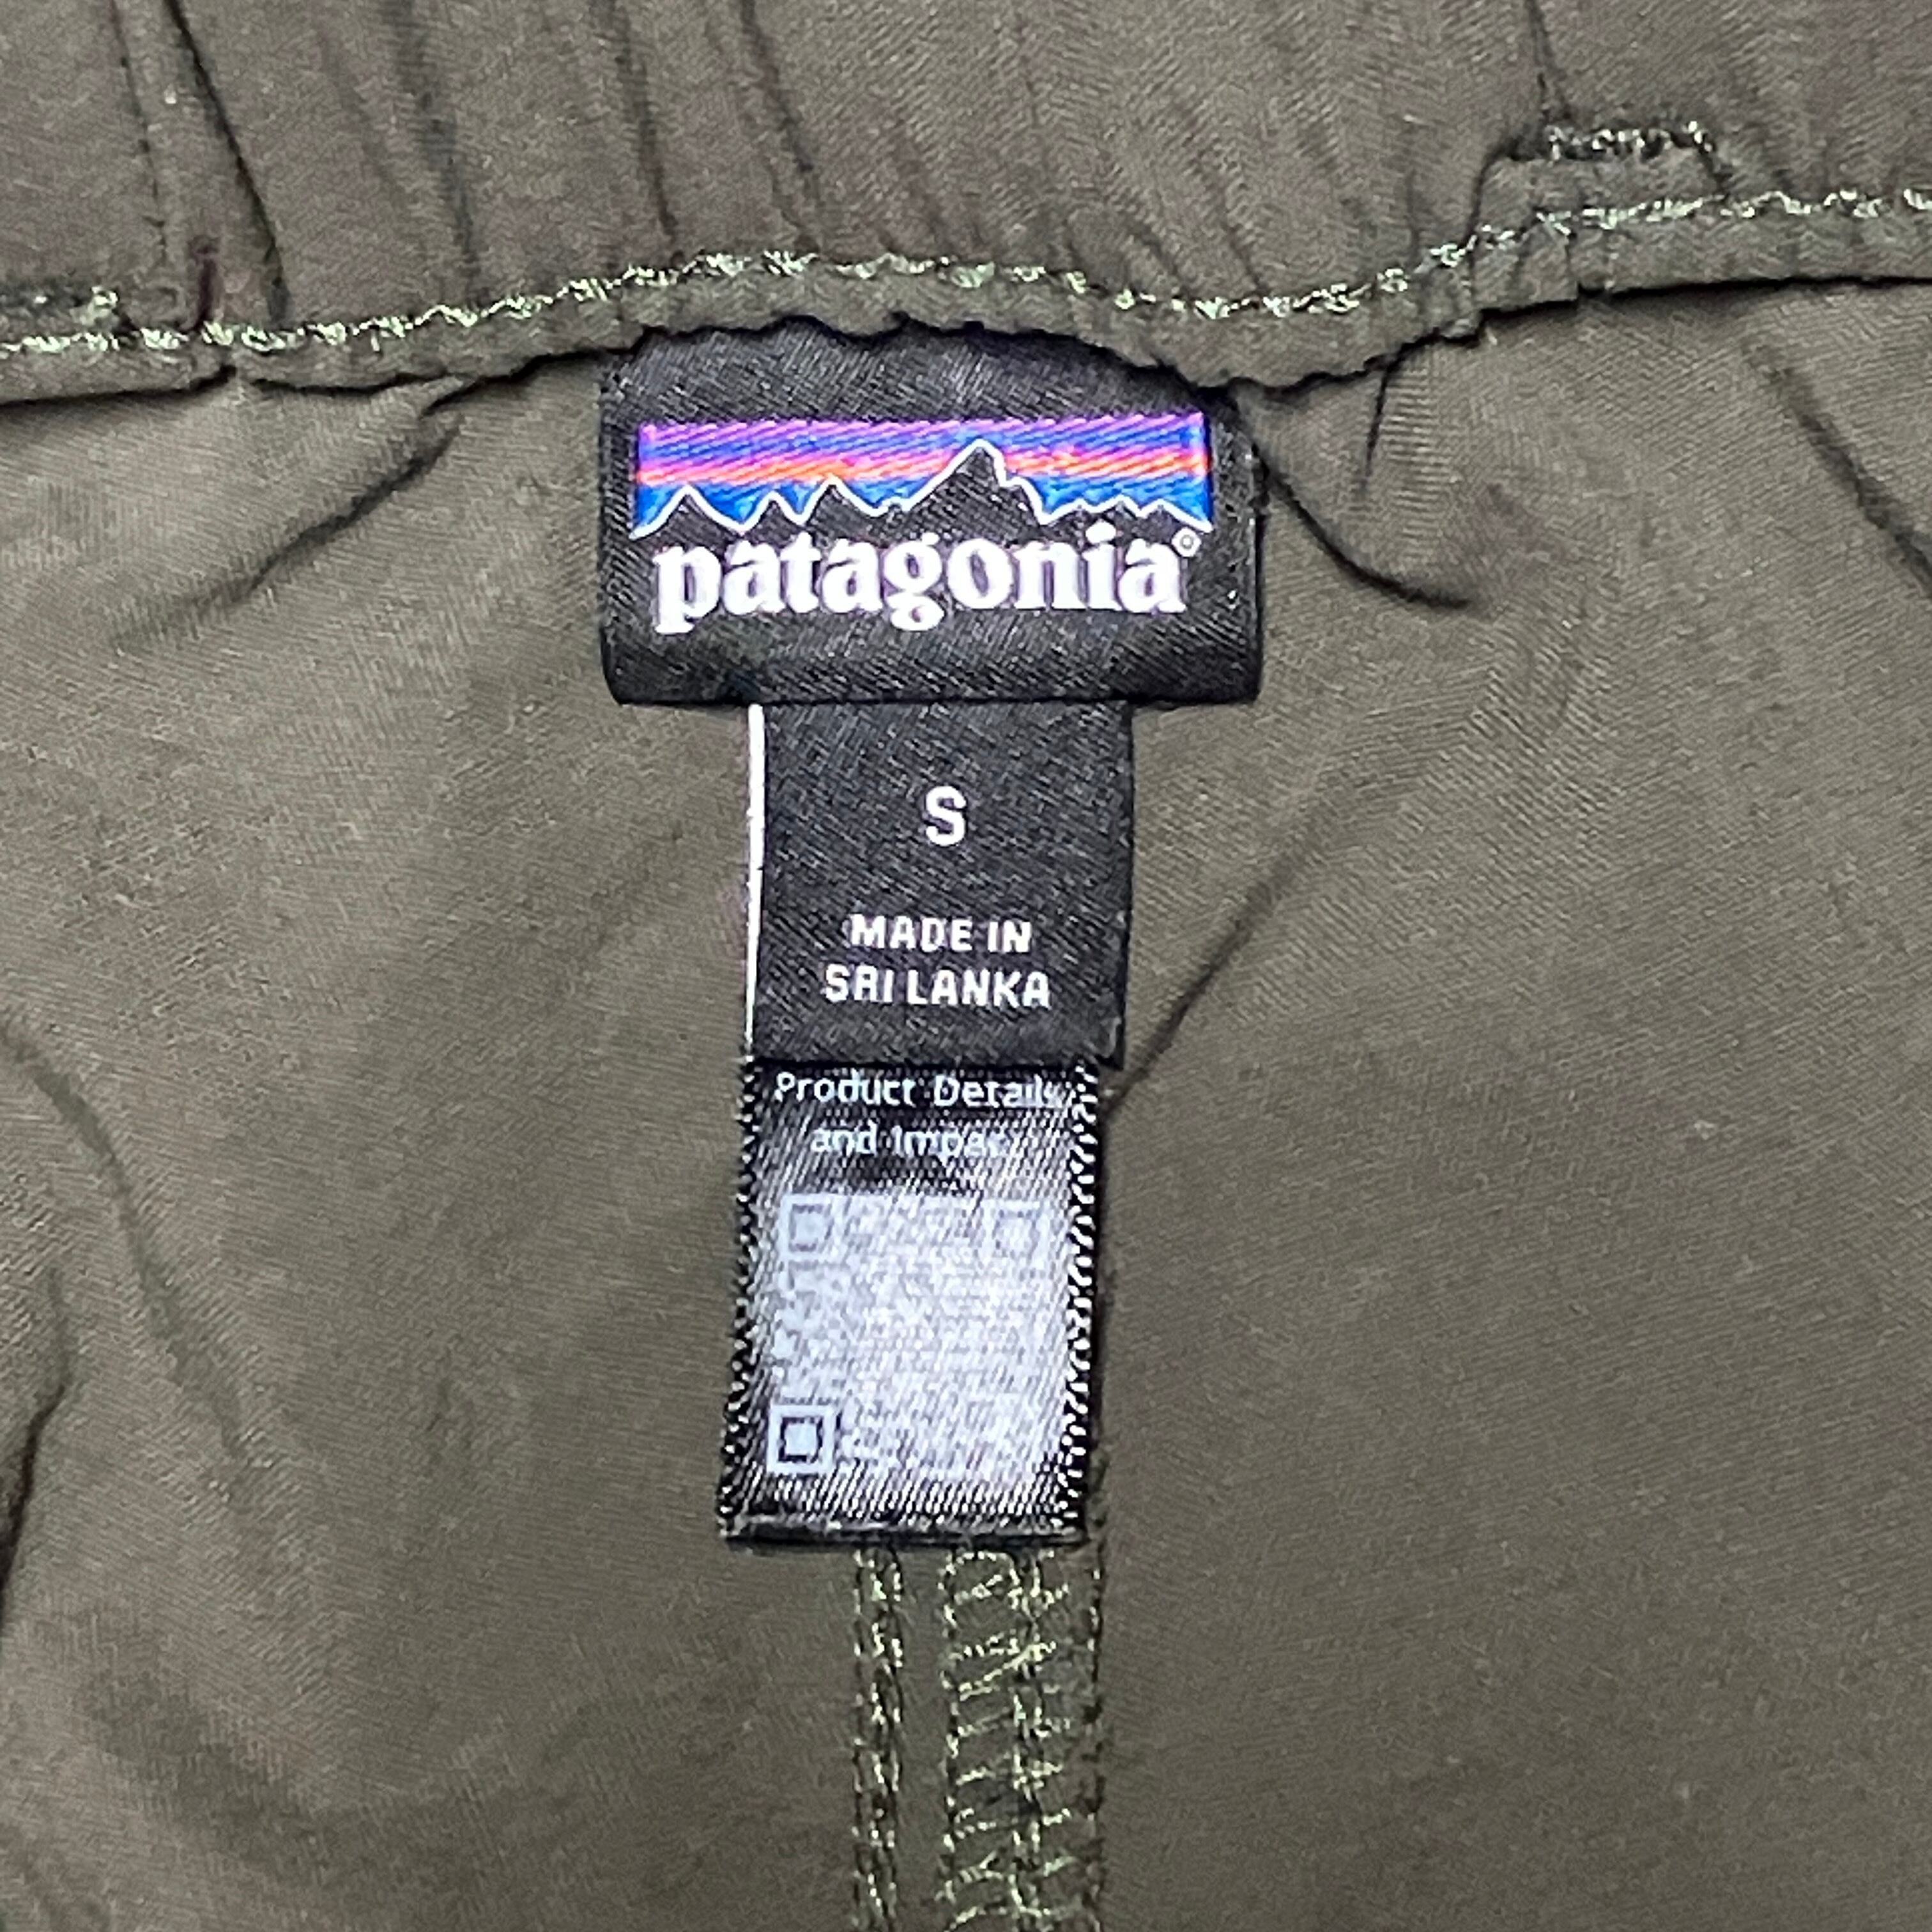 patagonia®
S
MADE IN
SRI LANKA
Product Details
and Impact